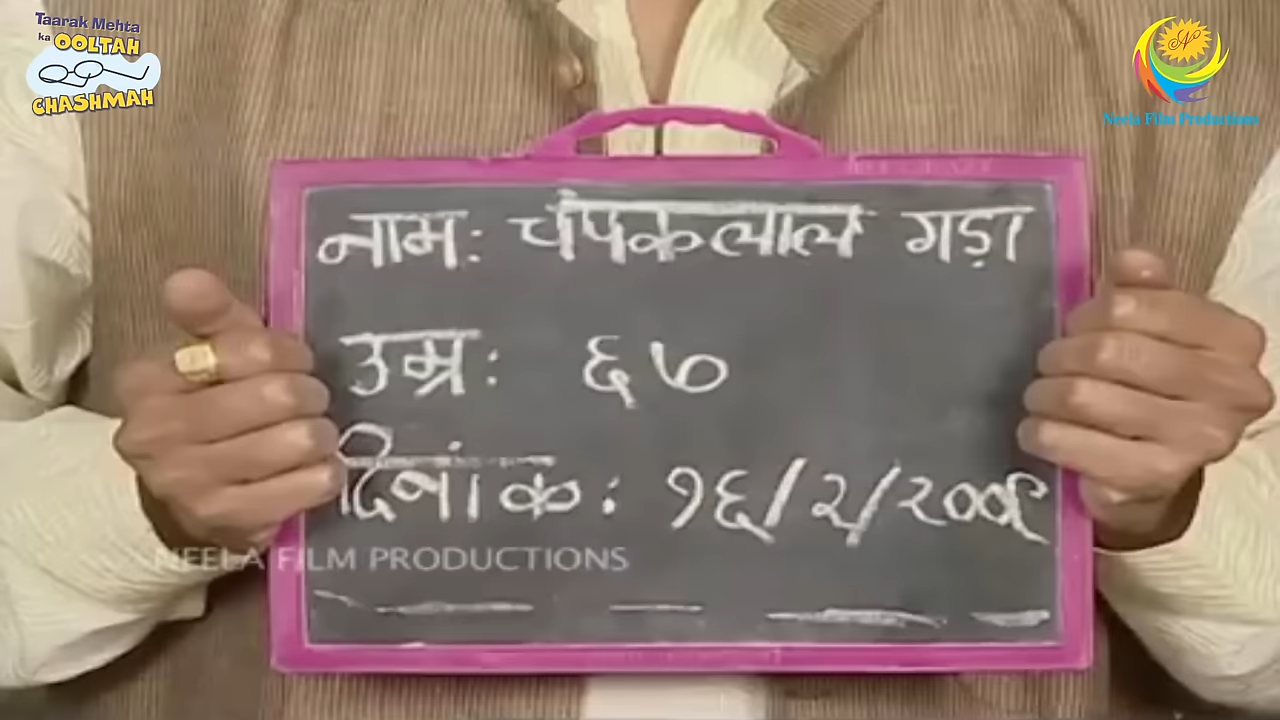 Taarak Mehta
ka OOLTAH
CHASHMAH
Neela Film Productions
नाम: चंपकलाल गड़ा
उम्र: ६७
दिनांक: १६/२/२००९
NEELA FILM PRODUCTIONS